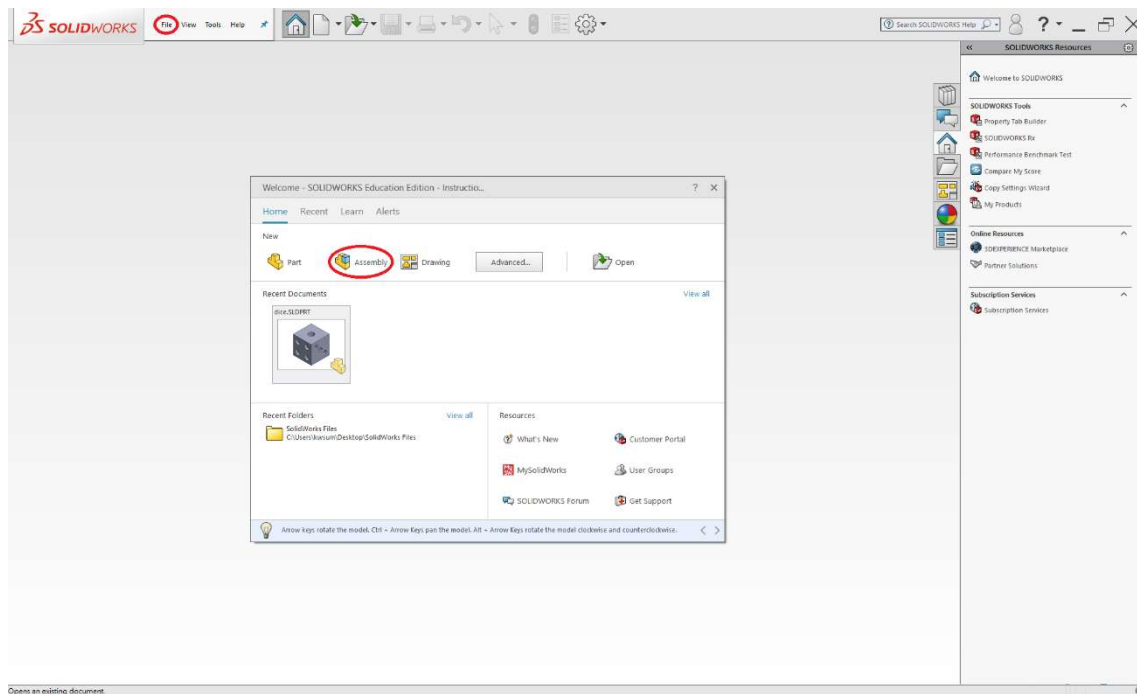 SOLIDWORKS File View Tools Help Search SOLIDWORKS Help ?
SOLIDWORKS Resources
Welcome to SOLIDWORKS
SOLIDWORKS Tools
Property Tab Builder
SOLIDWORKS Rx
Performance Benchmark Test
Compare My Score
Copy Settings Wizard
My Products
Online Resources
3DEXPERIENCE Marketplace
Partner Solutions
Subscription Services
Subscription Services
Welcome - SOLIDWORKS Education Edition - Instructio... ?
Home Recent Learn Alerts
New
Part Assembly Drawing Advanced... Open
Recent Documents View all
dice.SLDPRT
Recent Folders View all
SolidWorks Files
C:\Users\kwsum\Desktop\SolidWorks Files
Resources
What's New Customer Portal
MySolidWorks User Groups
SOLIDWORKS Forum Get Support
Arrow keys rotate the model. Ctrl + Arrow Keys pan the model. Alt + Arrow Keys rotate the model clockwise and counterclockwise.
Opens an existing document.